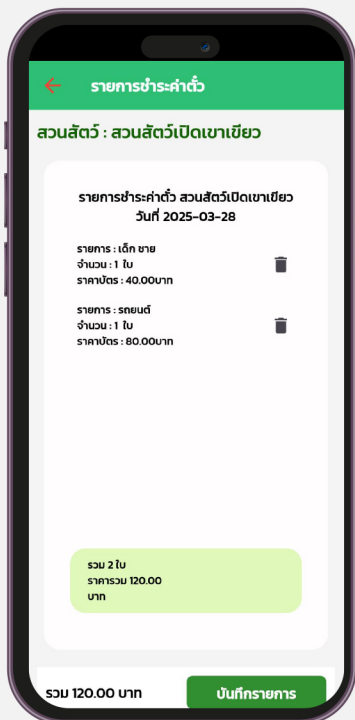 รายการชำระค่าตั๋ว
สวนสัตว์ : สวนสัตว์เปิดเขาเขียว
รายการชำระค่าตั๋ว สวนสัตว์เปิดเขาเขียว
วันที่ 2025-03-28
รายการ : เด็ก ชาย
จำนวน : 1 ใบ
ราคาบัตร : 40.00บาท
รายการ : รถยนต์
จำนวน : 1 ใบ
ราคาบัตร : 80.00บาท
รวม 2 ใบ
ราคารวม 120.00
บาท
รวม 120.00 บาท
บันทึกรายการ